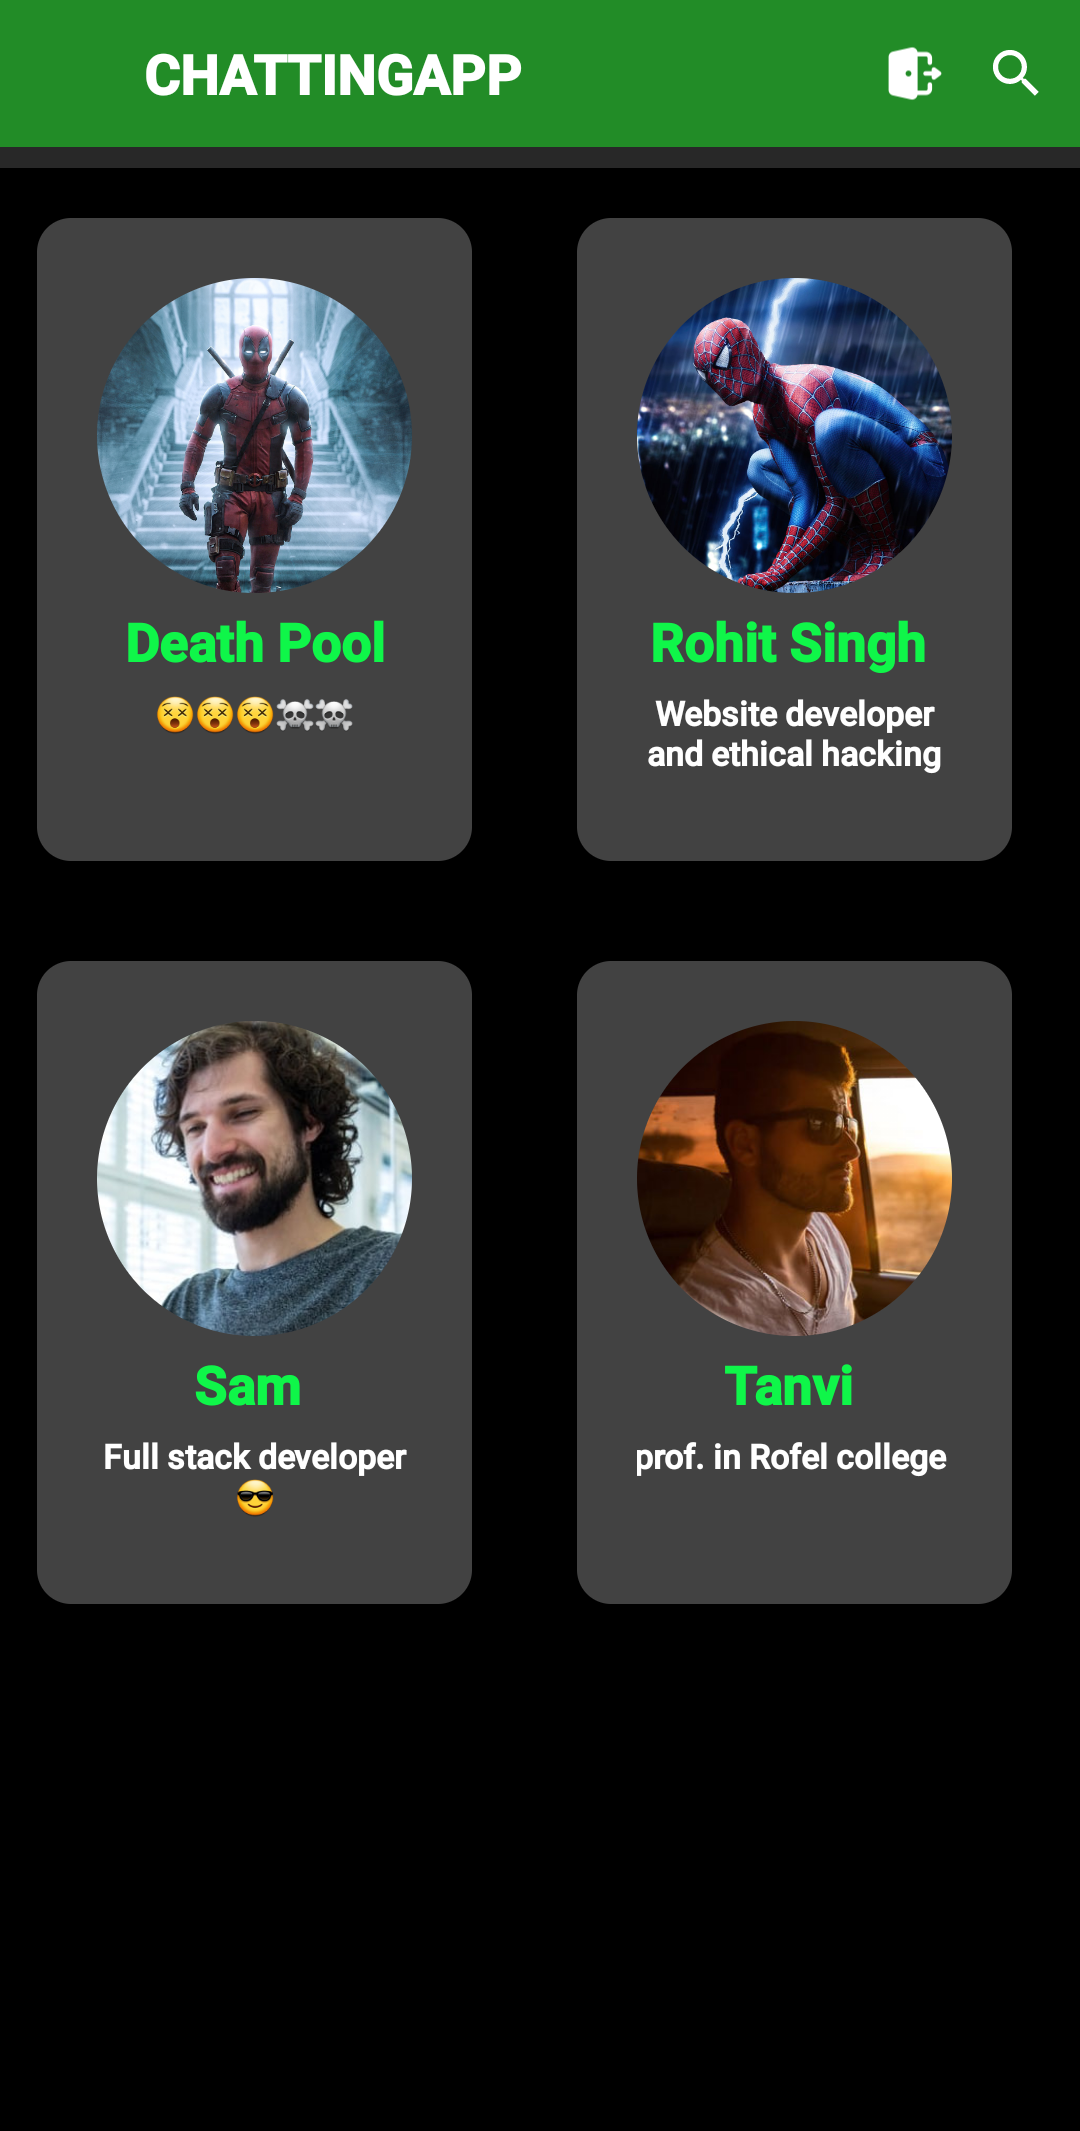 CHATTINGAPP
Death Pool
😵😵😵☠️☠️
Rohit Singh
Website developer
and ethical hacking
Sam
Full stack developer
😎
Tanvi
prof. in Rofel college